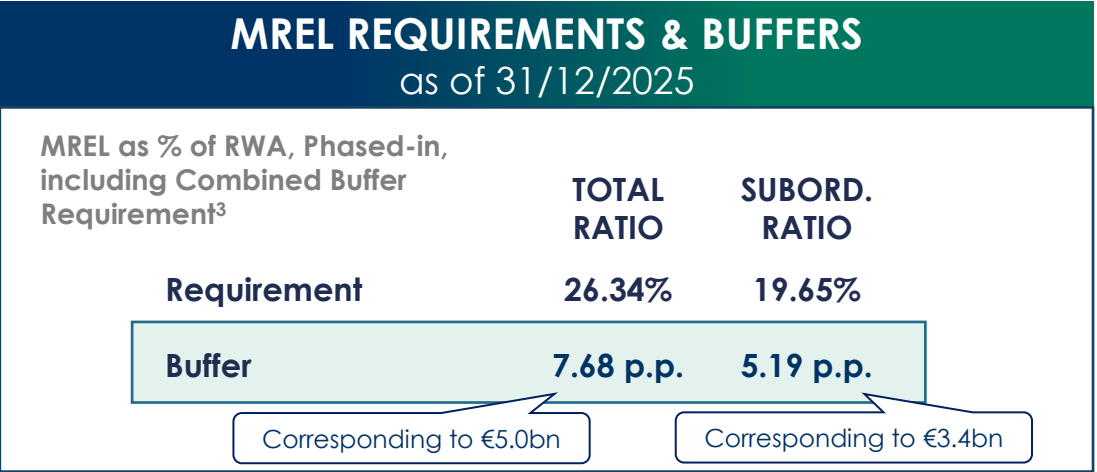 MREL REQUIREMENTS & BUFFERS
as of 31/12/2025
MREL as % of RWA, Phased-in,
including Combined Buffer
Requirement³
TOTAL SUBORD.
RATIO RATIO
Requirement 26.34% 19.65%
Buffer 7.68 p.p. 5.19 p.p.
Corresponding to €5.0bn Corresponding to €3.4bn